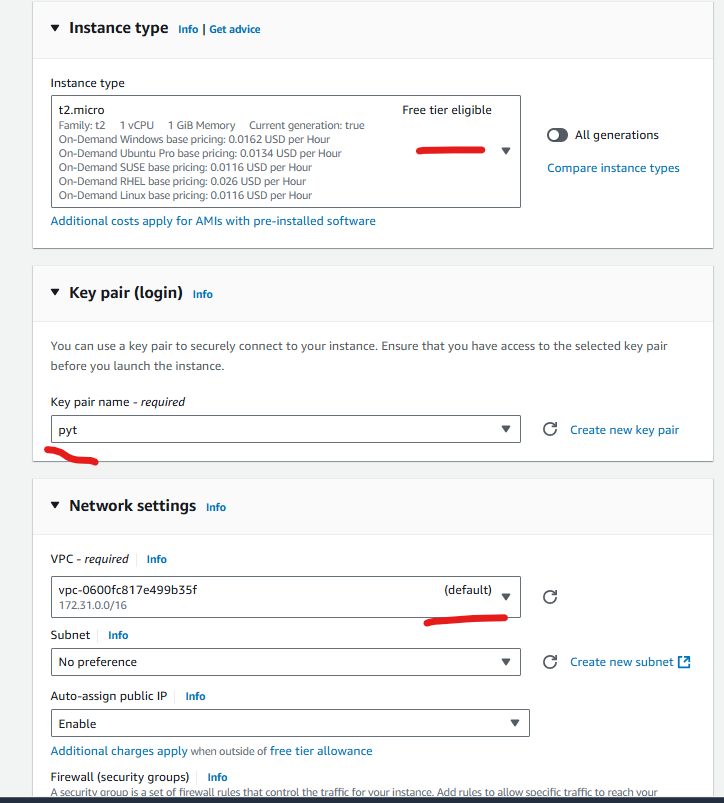 Instance type Info | Get advice
Instance type
t2.micro Free tier eligible
Family: t2 1 vCPU 1 GiB Memory Current generation: true
On-Demand Windows base pricing: 0.0162 USD per Hour
On-Demand Ubuntu Pro base pricing: 0.0134 USD per Hour
On-Demand SUSE base pricing: 0.0116 USD per Hour
On-Demand RHEL base pricing: 0.026 USD per Hour
On-Demand Linux base pricing: 0.0116 USD per Hour
All generations
Compare instance types
Additional costs apply for AMIs with pre-installed software
Key pair (login) Info
You can use a key pair to securely connect to your instance. Ensure that you have access to the selected key pair
before you launch the instance.
Key pair name - required
pyt
Create new key pair
Network settings Info
VPC - required Info
vpc-0600fc817e499b35f (default)
172.31.0.0/16
Subnet Info
No preference
Create new subnet
Auto-assign public IP Info
Enable
Additional charges apply when outside of free tier allowance
Firewall (security groups) Info
A security group is a set of firewall rules that control the traffic for your instance. Add rules to allow specific traffic to reach your